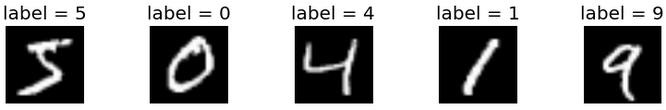 label = 5 label = 0 label = 4 label = 1 label = 9
5 0 4 1 9